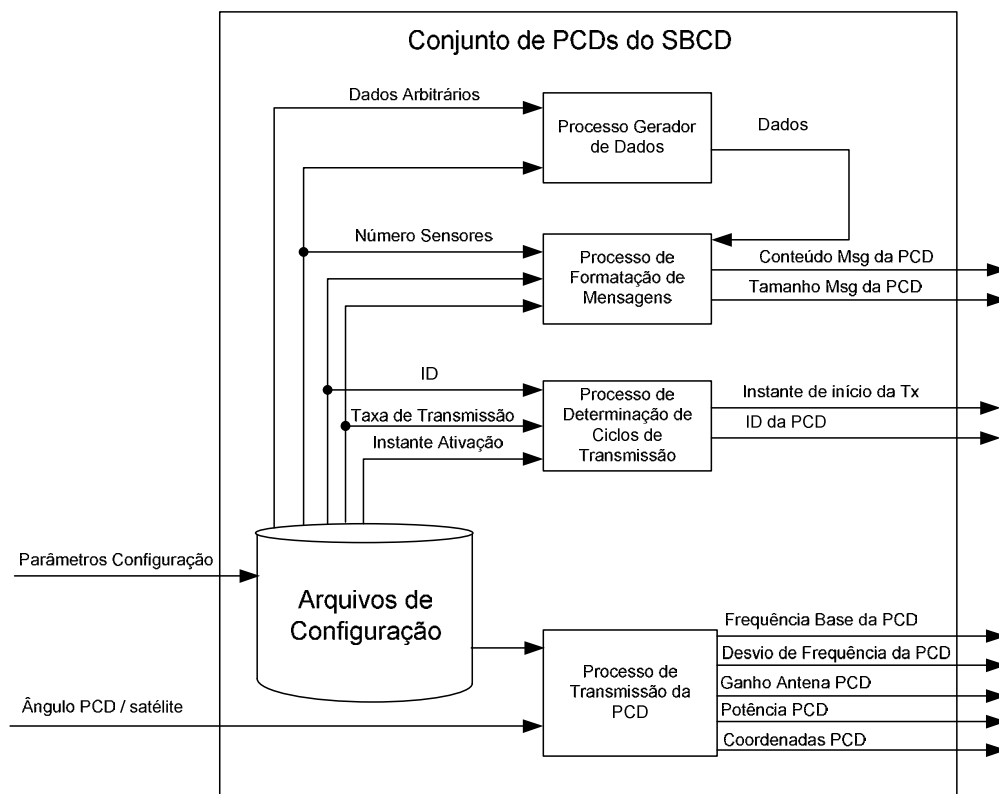 Conjunto de PCDs do SBCD
Dados Arbitrários
Processo Gerador
de Dados
Dados
Número Sensores
Processo de
Formatação de
Mensagens
Conteúdo Msg da PCD
Tamanho Msg da PCD
ID
Taxa de Transmissão
Instante Ativação
Processo de
Determinação de
Ciclos de
Transmissão
Instante de início da Tx
ID da PCD
Parâmetros Configuração
Arquivos de
Configuração
Ângulo PCD / satélite
Processo de
Transmissão da
PCD
Frequência Base da PCD
Desvio de Frequência da PCD
Ganho Antena PCD
Potência PCD
Coordenadas PCD